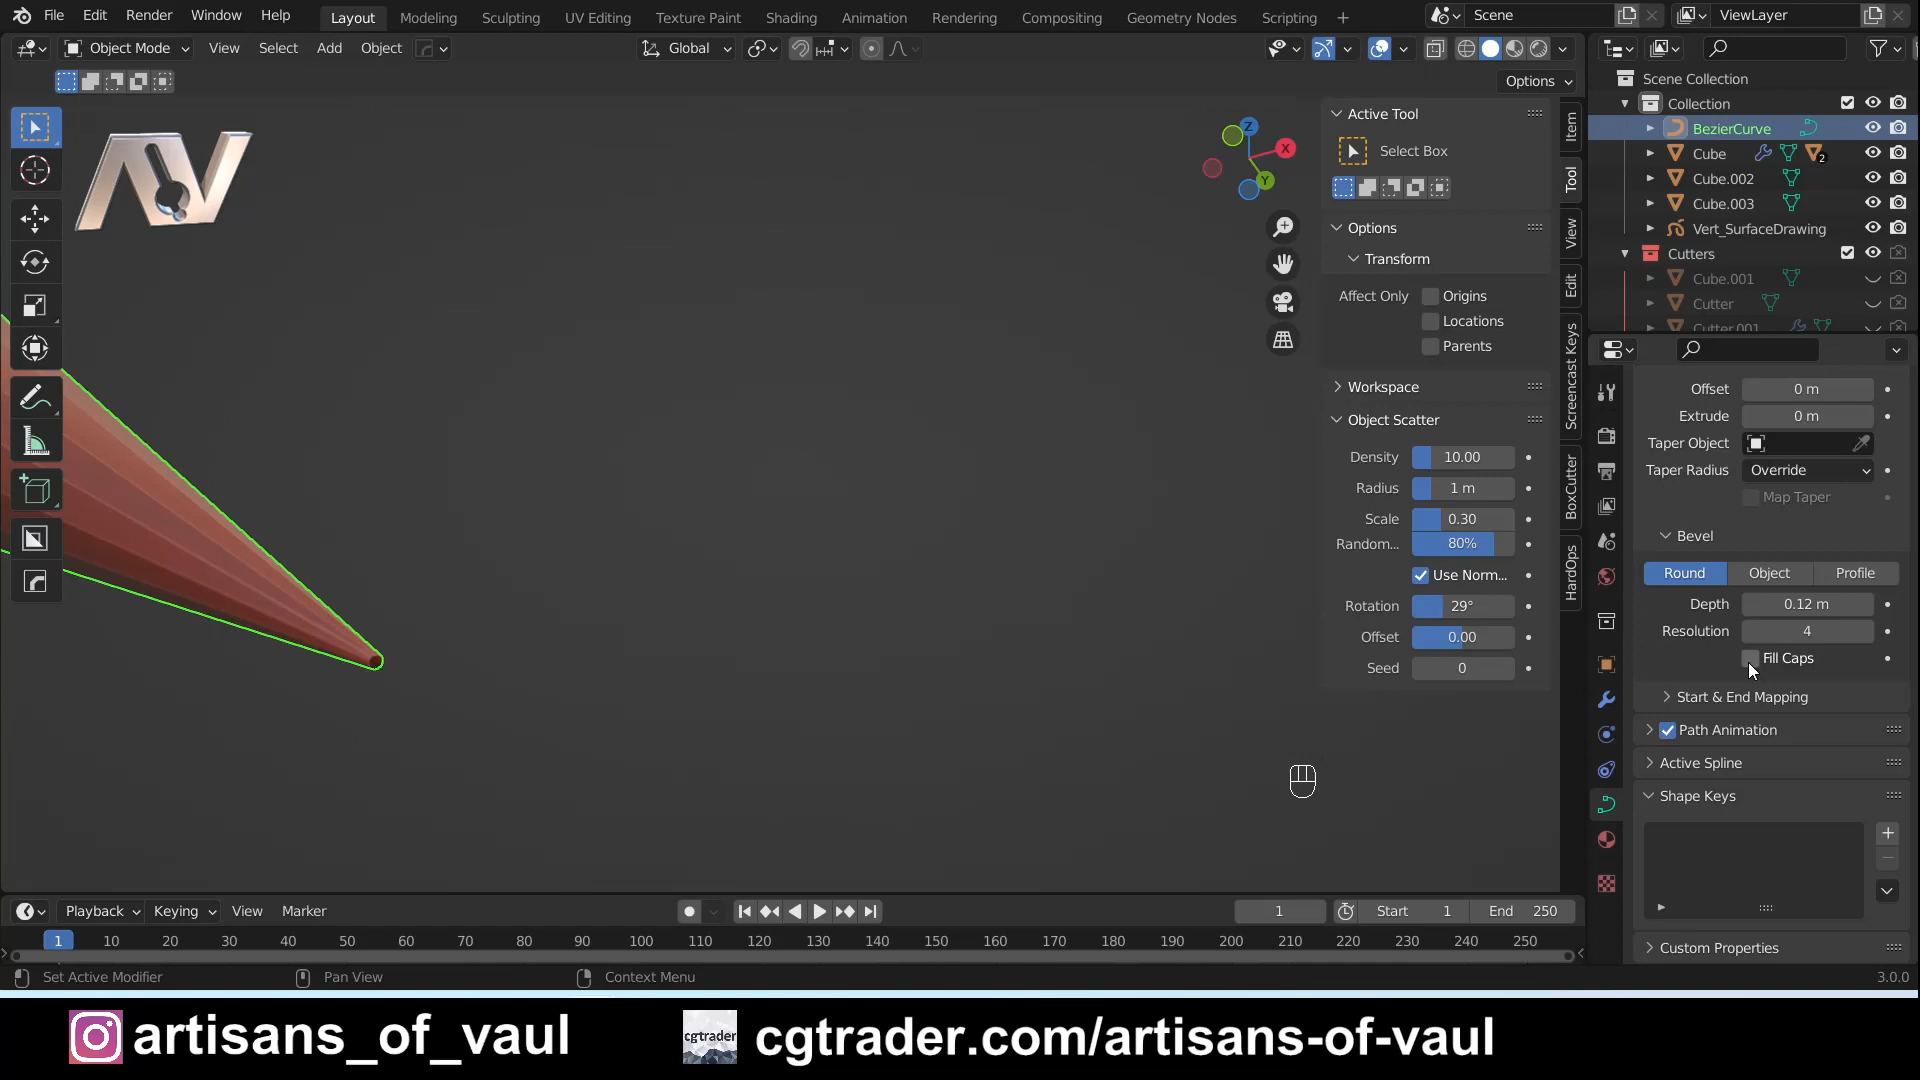 File Edit Render Window Help Layout Modeling Sculpting UV Editing Texture Paint Shading Animation Rendering Compositing Geometry Nodes Scripting + Scene ViewLayer
Object Mode View Select Add Object Global
Options
AV
Active Tool
Select Box
Options
Transform
Affect Only Origins
Locations
Parents
Workspace
Object Scatter
Density 10.00
Radius 1 m
Scale 0.30
Random... 80%
Use Norm...
Rotation 29°
Offset 0.00
Seed 0
Z
X
Y
Item
Tool
View
Edit
Screencast Keys
BoxCutter
HardOps
Scene Collection
Collection
BezierCurve
Cube 2
Cube.002
Cube.003
Vert_SurfaceDrawing
Cutters
Cube.001
Cutter
Cutter.001
Offset 0 m
Extrude 0 m
Taper Object
Taper Radius Override
Map Taper
Bevel
Round Object Profile
Depth 0.12 m
Resolution 4
Fill Caps
Start & End Mapping
Path Animation
Active Spline
Shape Keys
Custom Properties
Playback Keying View Marker 1 Start 1 End 250
1 10 20 30 40 50 60 70 80 90 100 110 120 130 140 150 160 170 180 190 200 210 220 230 240 250
Set Active Modifier Pan View Context Menu 3.0.0
artisans_of_vaul cgtrader cgtrader.com/artisans-of-vaul